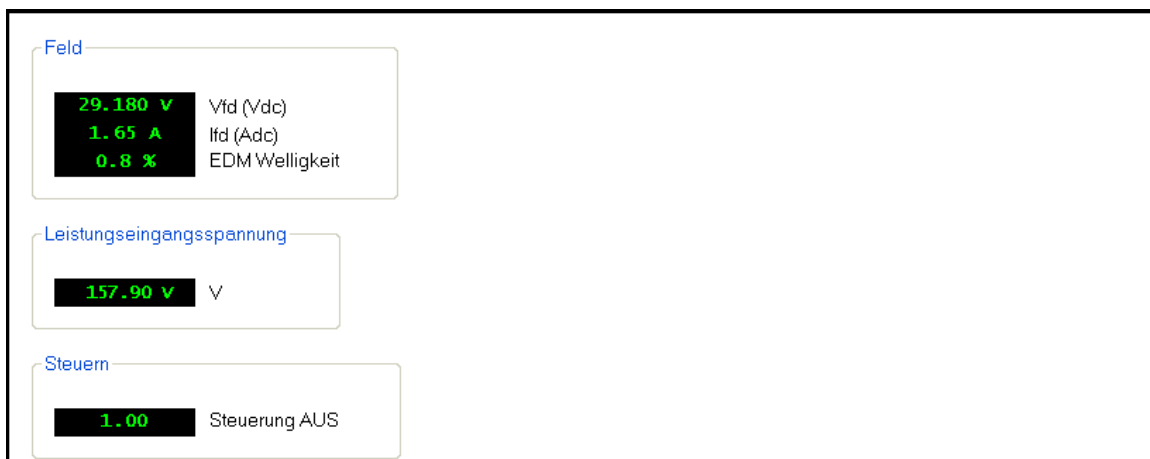 Feld
29.180 V Vfd (Vdc)
1.65 A Ifd (Adc)
0.8 % EDM Welligkeit
Leistungseingangsspannung
157.90 V V
Steuern
1.00 Steuerung AUS